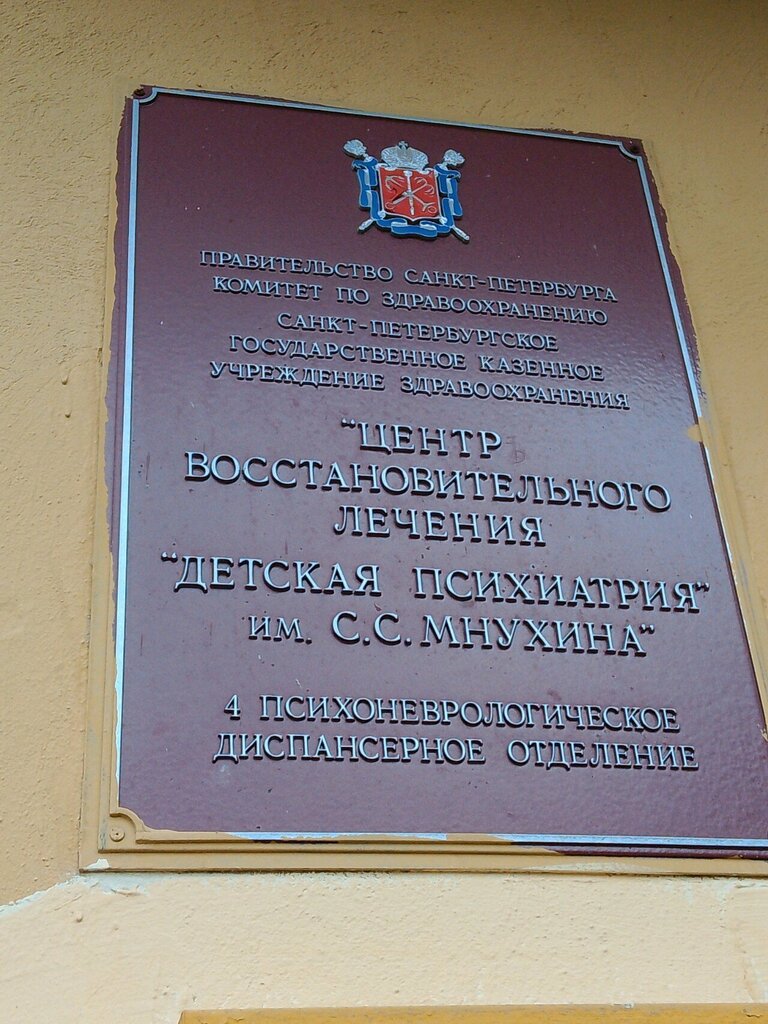 ПРАВИТЕЛЬСТВО САНКТ-ПЕТЕРБУРГА
КОМИТЕТ ПО ЗДРАВООХРАНЕНИЮ
САНКТ-ПЕТЕРБУРГСКОЕ
ГОСУДАРСТВЕННОЕ КАЗЕННОЕ
УЧРЕЖДЕНИЕ ЗДРАВООХРАНЕНИЯ
"ЦЕНТР
ВОССТАНОВИТЕЛЬНОГО
ЛЕЧЕНИЯ
"ДЕТСКАЯ ПСИХИАТРИЯ"
им. С.С. МНУХИНА"
4 ПСИХОНЕВРОЛОГИЧЕСКОЕ
ДИСПАНСЕРНОЕ ОТДЕЛЕНИЕ